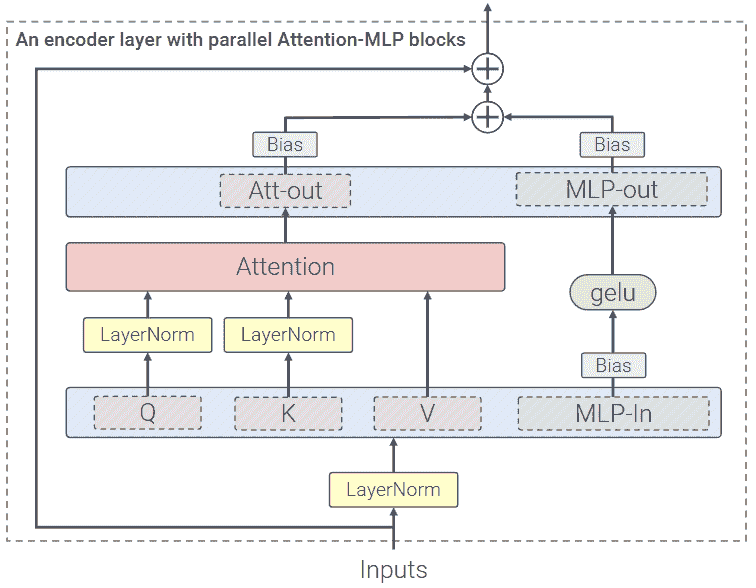 An encoder layer with parallel Attention-MLP blocks
Bias
Bias
Att-out
MLP-out
Attention
gelu
LayerNorm
LayerNorm
Bias
Q
K
V
MLP-In
LayerNorm
Inputs